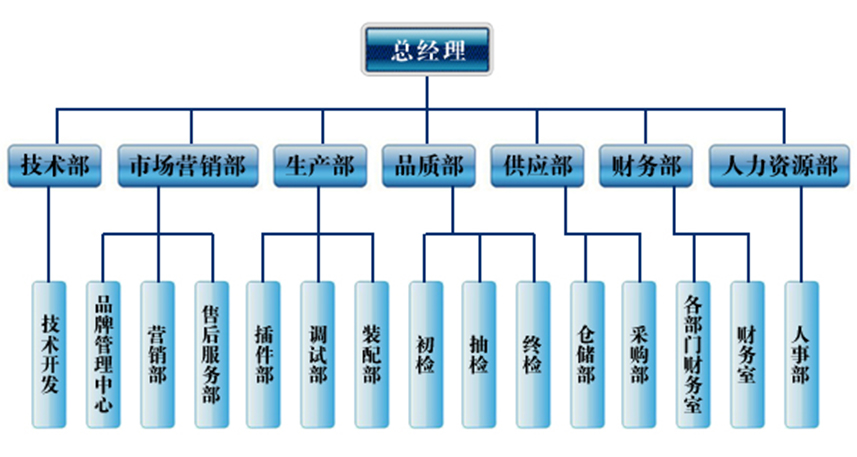 总经理
技术部
市场营销部
生产部
品质部
供应部
财务部
人力资源部
技术开发
品牌管理中心
营销部
售后服务部
插件部
调试部
装配部
初检
抽检
终检
仓储部
采购部
各部门财务室
财务室
人事部